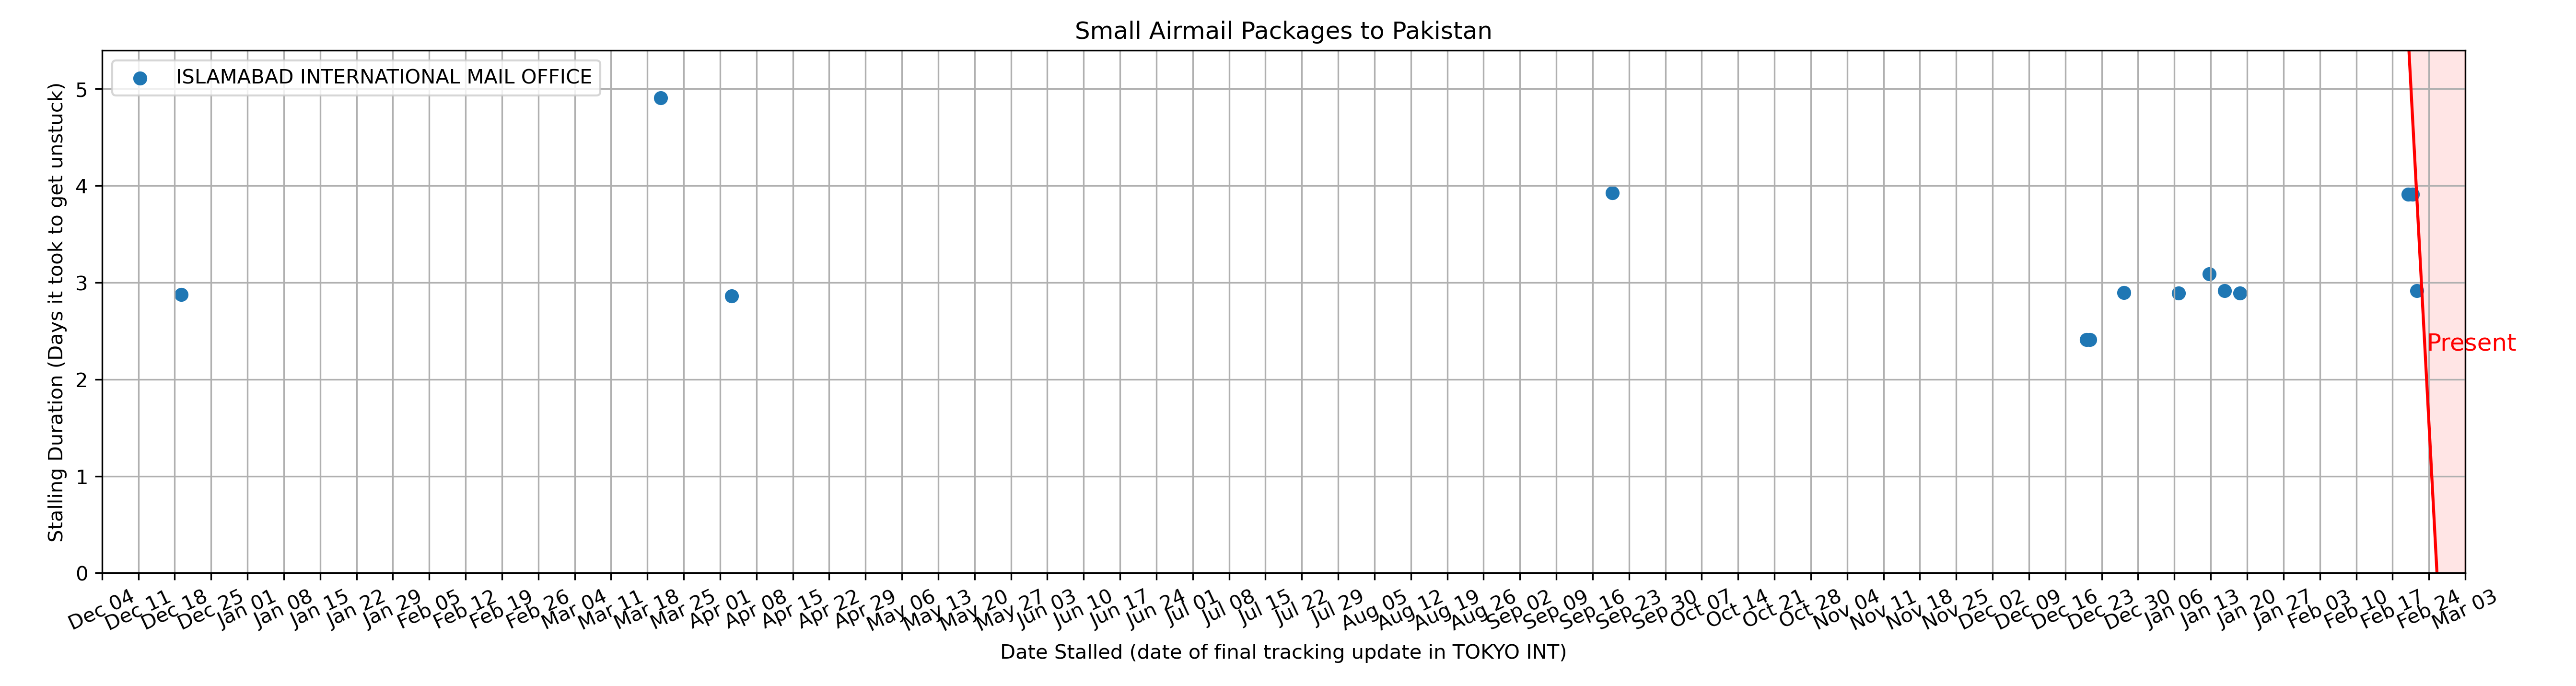 Small Airmail Packages to Pakistan
ISLAMABAD INTERNATIONAL MAIL OFFICE
Stalling Duration (Days it took to get unstuck)
5
4
3
2
1
0
Present
Dec 04 Dec 11 Dec 18 Dec 25 Jan 01 Jan 08 Jan 15 Jan 22 Jan 29 Feb 05 Feb 12 Feb 19 Feb 26 Mar 04 Mar 11 Mar 18 Mar 25 Apr 01 Apr 08 Apr 15 Apr 22 Apr 29 May 06 May 13 May 20 May 27 Jun 03 Jun 10 Jun 17 Jun 24 Jul 01 Jul 08 Jul 15 Jul 22 Jul 29 Aug 05 Aug 12 Aug 19 Aug 26 Sep 02 Sep 09 Sep 16 Sep 23 Sep 30 Oct 07 Oct 14 Oct 21 Oct 28 Nov 04 Nov 11 Nov 18 Nov 25 Dec 02 Dec 09 Dec 16 Dec 23 Dec 30 Jan 06 Jan 13 Jan 20 Jan 27 Feb 03 Feb 10 Feb 17 Feb 24 Mar 03
Date Stalled (date of final tracking update in TOKYO INT)